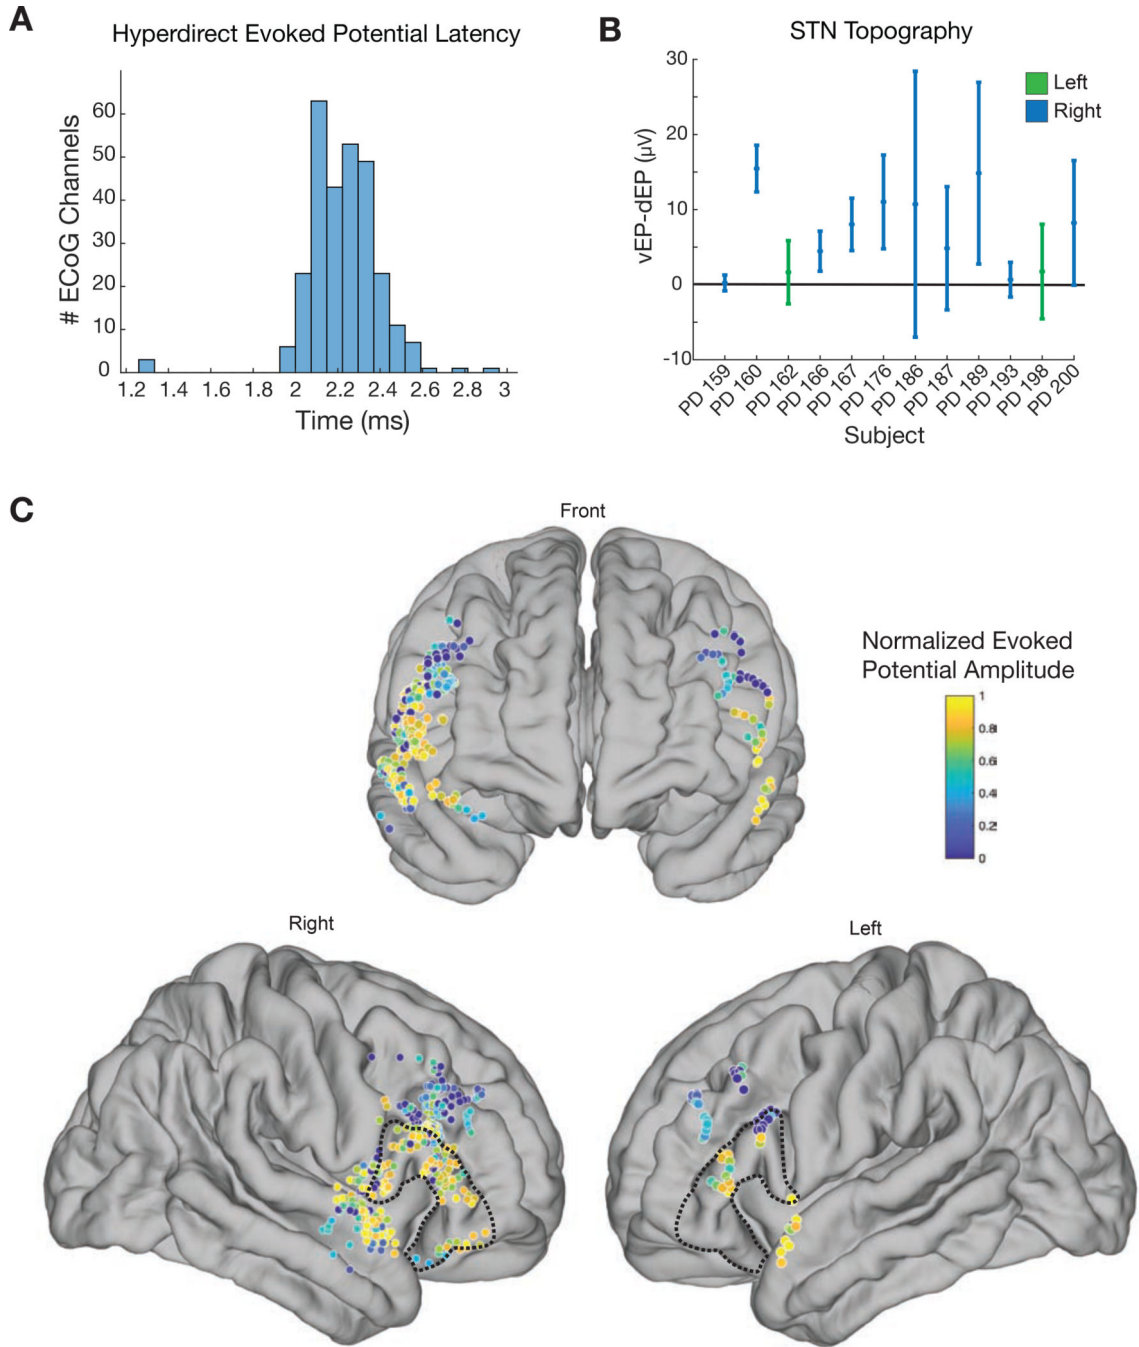 A
Hyperdirect Evoked Potential Latency
# ECoG Channels
60
50
40
30
20
10
0
1.2 1.4 1.6 1.8 2 2.2 2.4 2.6 2.8 3
Time (ms)
B
STN Topography
vEP-dEP (µV)
30
20
10
0
-10
Left
Right
PD 159 PD 160 PD 162 PD 166 PD 167 PD 176 PD 186 PD 187 PD 189 PD 193 PD 198 PD 200
Subject
C
Front
Normalized Evoked
Potential Amplitude
1
0.8
0.6
0.4
0.2
0
Right
Left